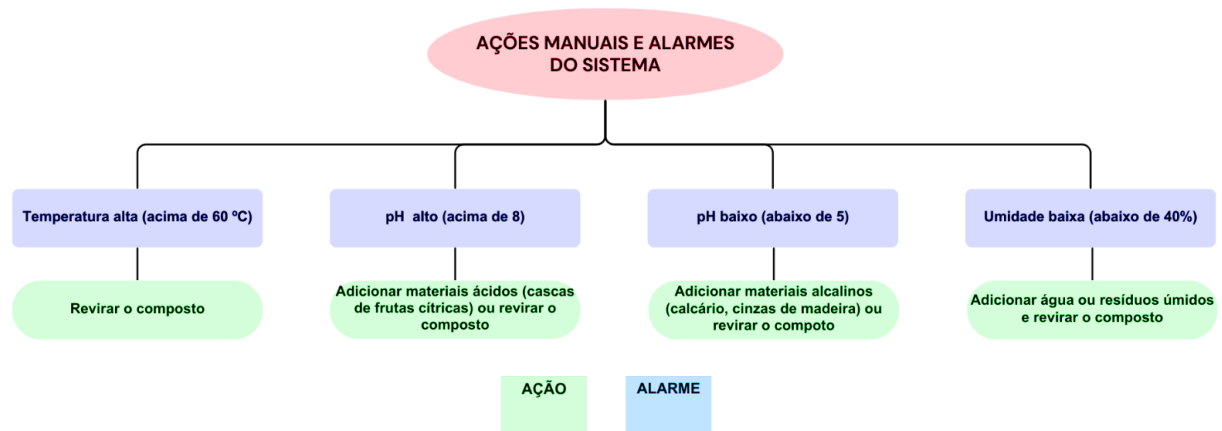 AÇÕES MANUAIS E ALARMES
DO SISTEMA
Temperatura alta (acima de 60 ºC)
pH alto (acima de 8)
pH baixo (abaixo de 5)
Umidade baixa (abaixo de 40%)
Revirar o composto
Adicionar materiais ácidos (cascas
de frutas cítricas) ou revirar o
composto
Adicionar materiais alcalinos
(calcário, cinzas de madeira) ou
revirar o compoto
Adicionar água ou resíduos úmidos
e revirar o composto
AÇÃO
ALARME